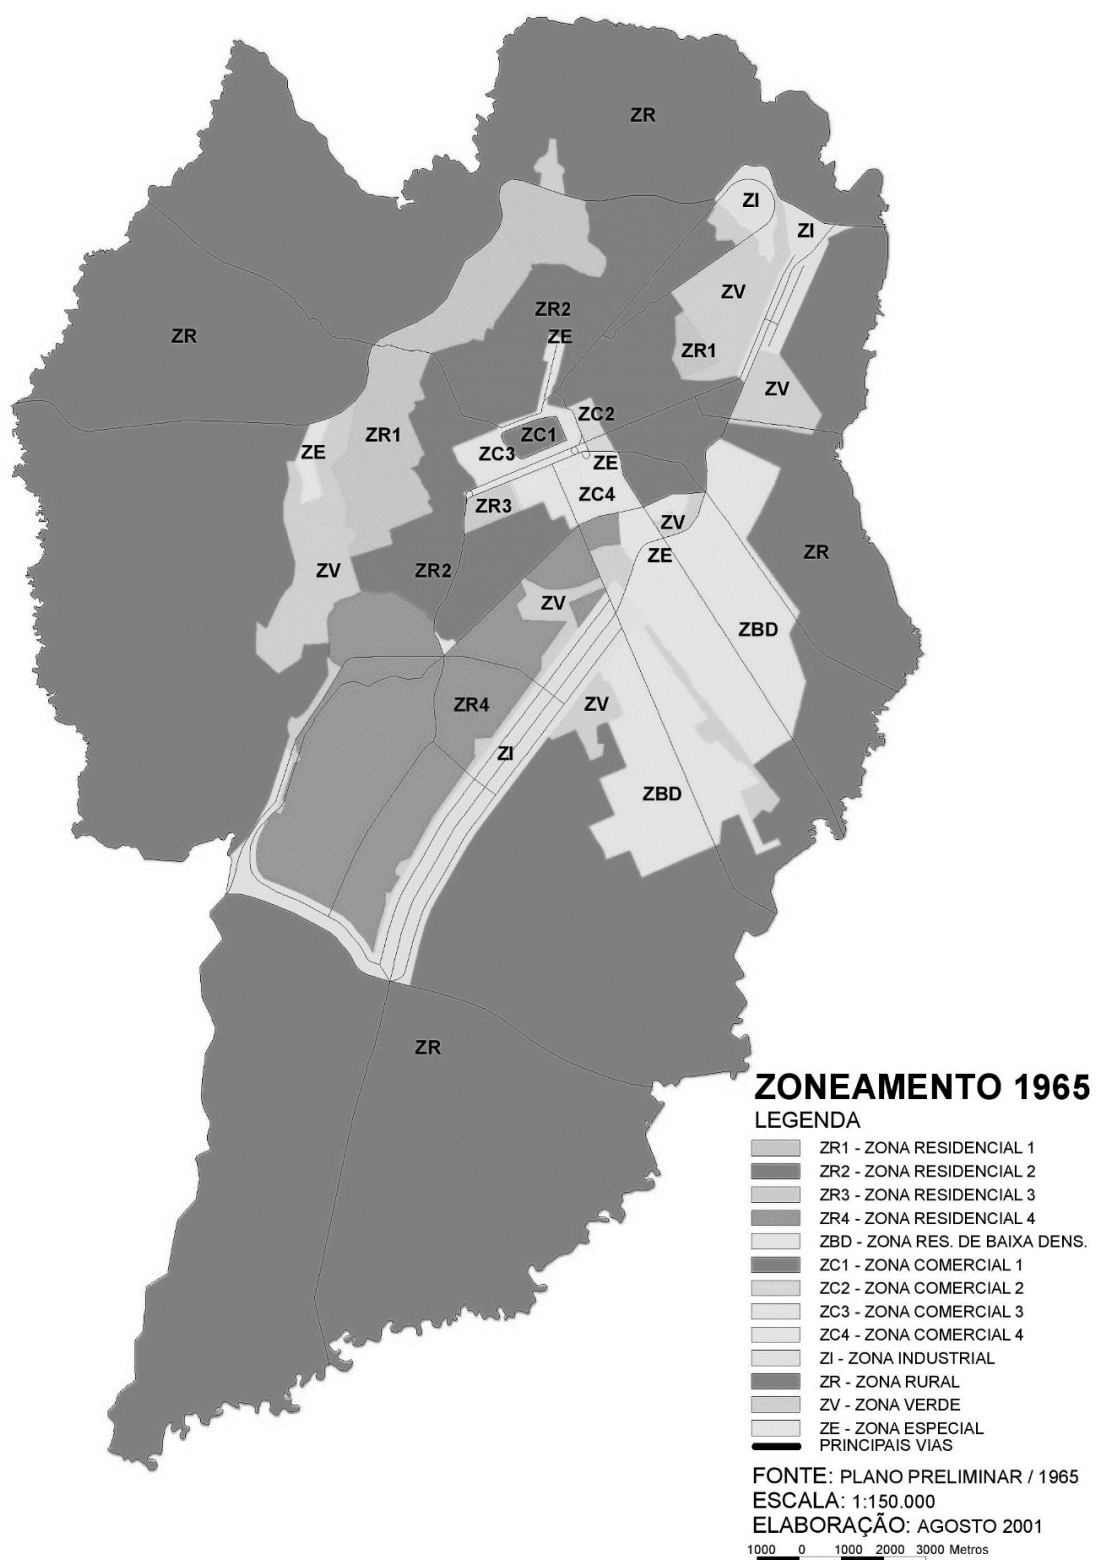 ZR
ZI
ZI
ZV
ZR2
ZR
ZE
ZR1
ZV
ZC2
ZR1
ZC1
ZE
ZC3
ZE
ZC4
ZR3
ZV
ZR
ZE
ZV
ZR2
ZV
ZBD
ZR4
ZV
ZI
ZBD
ZR
ZONEAMENTO 1965
LEGENDA
ZR1 - ZONA RESIDENCIAL 1
ZR2 - ZONA RESIDENCIAL 2
ZR3 - ZONA RESIDENCIAL 3
ZR4 - ZONA RESIDENCIAL 4
ZBD - ZONA RES. DE BAIXA DENS.
ZC1 - ZONA COMERCIAL 1
ZC2 - ZONA COMERCIAL 2
ZC3 - ZONA COMERCIAL 3
ZC4 - ZONA COMERCIAL 4
ZI - ZONA INDUSTRIAL
ZR - ZONA RURAL
ZV - ZONA VERDE
ZE - ZONA ESPECIAL
PRINCIPAIS VIAS
FONTE: PLANO PRELIMINAR / 1965
ESCALA: 1:150.000
ELABORAÇÃO: AGOSTO 2001
1000 0 1000 2000 3000 Metros